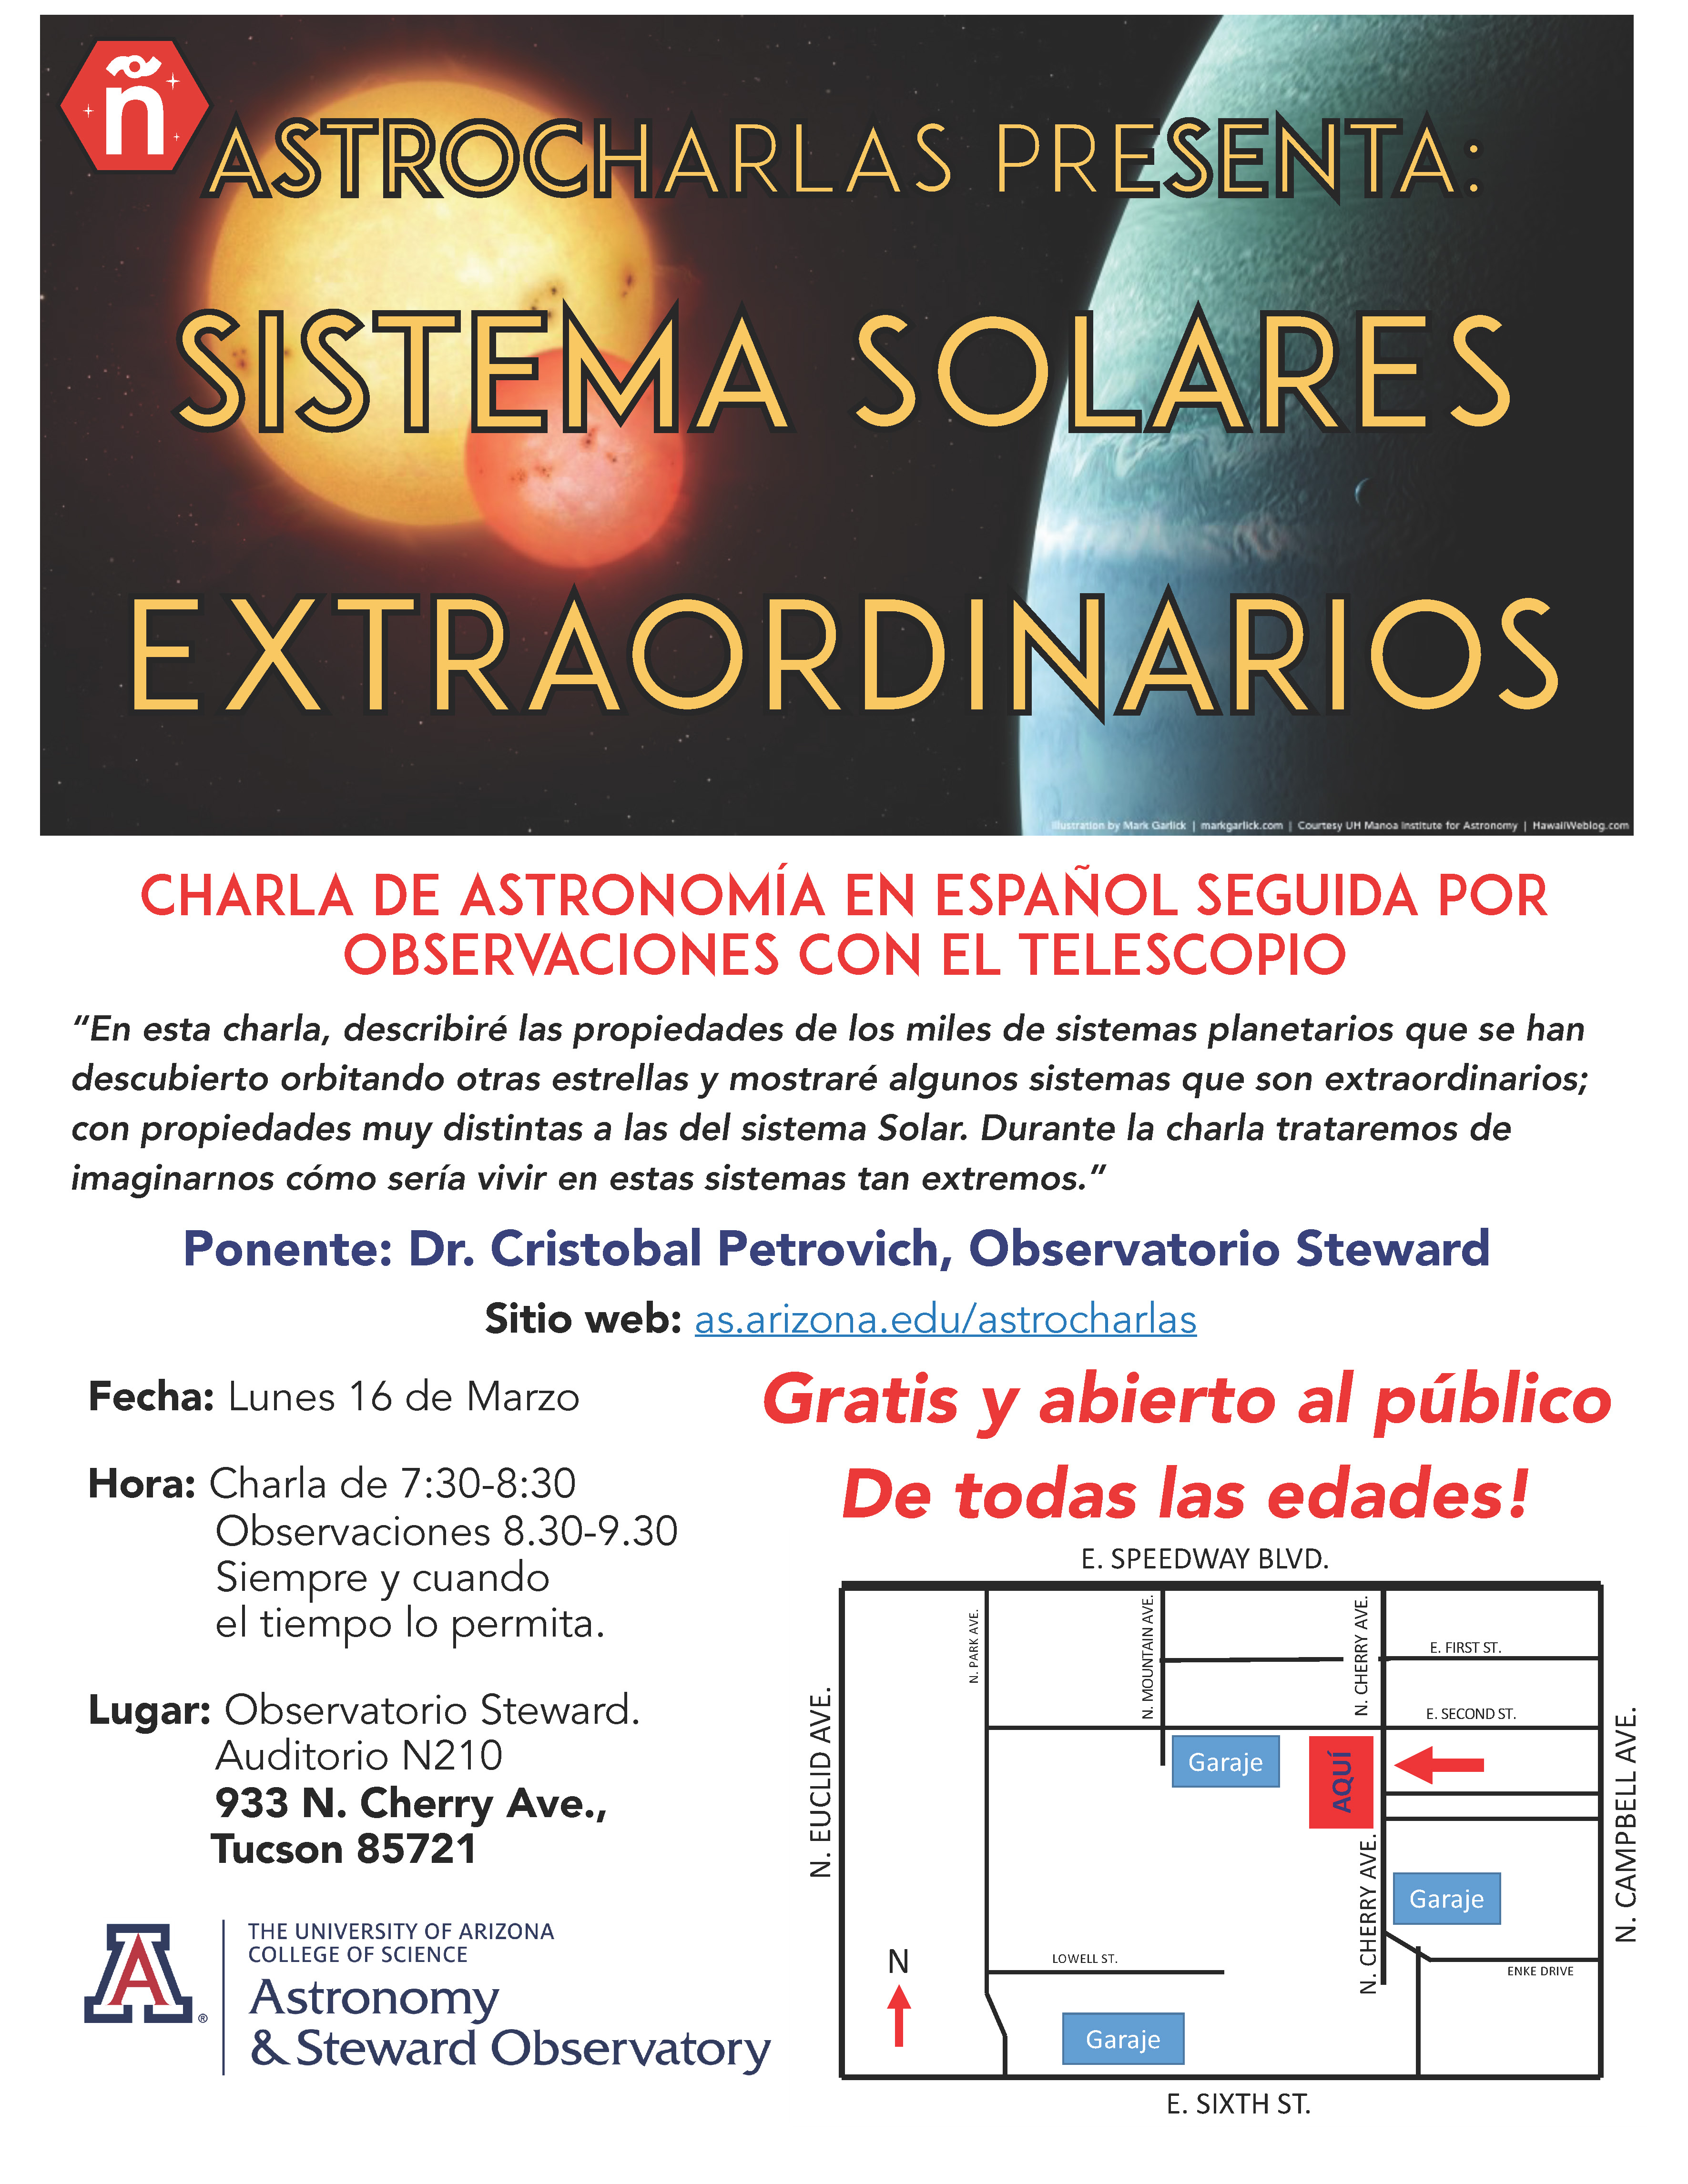 ñ
ASTROCHARLAS PRESENTA:
SISTEMA SOLARES
EXTRAORDINARIOS
Illustration by Mark Garlick | markgarlick.com | Courtesy UH Manoa Institute for Astronomy | HawaiiWeblog.com
CHARLA DE ASTRONOMÍA EN ESPAÑOL SEGUIDA POR
OBSERVACIONES CON EL TELESCOPIO
“En esta charla, describiré las propiedades de los miles de sistemas planetarios que se han
descubierto orbitando otras estrellas y mostraré algunos sistemas que son extraordinarios;
con propiedades muy distintas a las del sistema Solar. Durante la charla trataremos de
imaginarnos cómo sería vivir en estas sistemas tan extremos.”
Ponente: Dr. Cristobal Petrovich, Observatorio Steward
Sitio web: as.arizona.edu/astrocharlas
Fecha: Lunes 16 de Marzo
Hora: Charla de 7:30-8:30
Observaciones 8.30-9.30
Siempre y cuando
el tiempo lo permita.
Lugar: Observatorio Steward.
Auditorio N210
933 N. Cherry Ave.,
Tucson 85721
Gratis y abierto al público
De todas las edades!
E. SPEEDWAY BLVD.
N. PARK AVE.
N. MOUNTAIN AVE.
N. CHERRY AVE.
E. FIRST ST.
E. SECOND ST.
N. EUCLID AVE.
N. CAMPBELL AVE.
Garaje
AQUÍ
N. CHERRY AVE.
Garaje
N
LOWELL ST.
ENKE DRIVE
Garaje
E. SIXTH ST.
A®
THE UNIVERSITY OF ARIZONA
COLLEGE OF SCIENCE
Astronomy
& Steward Observatory